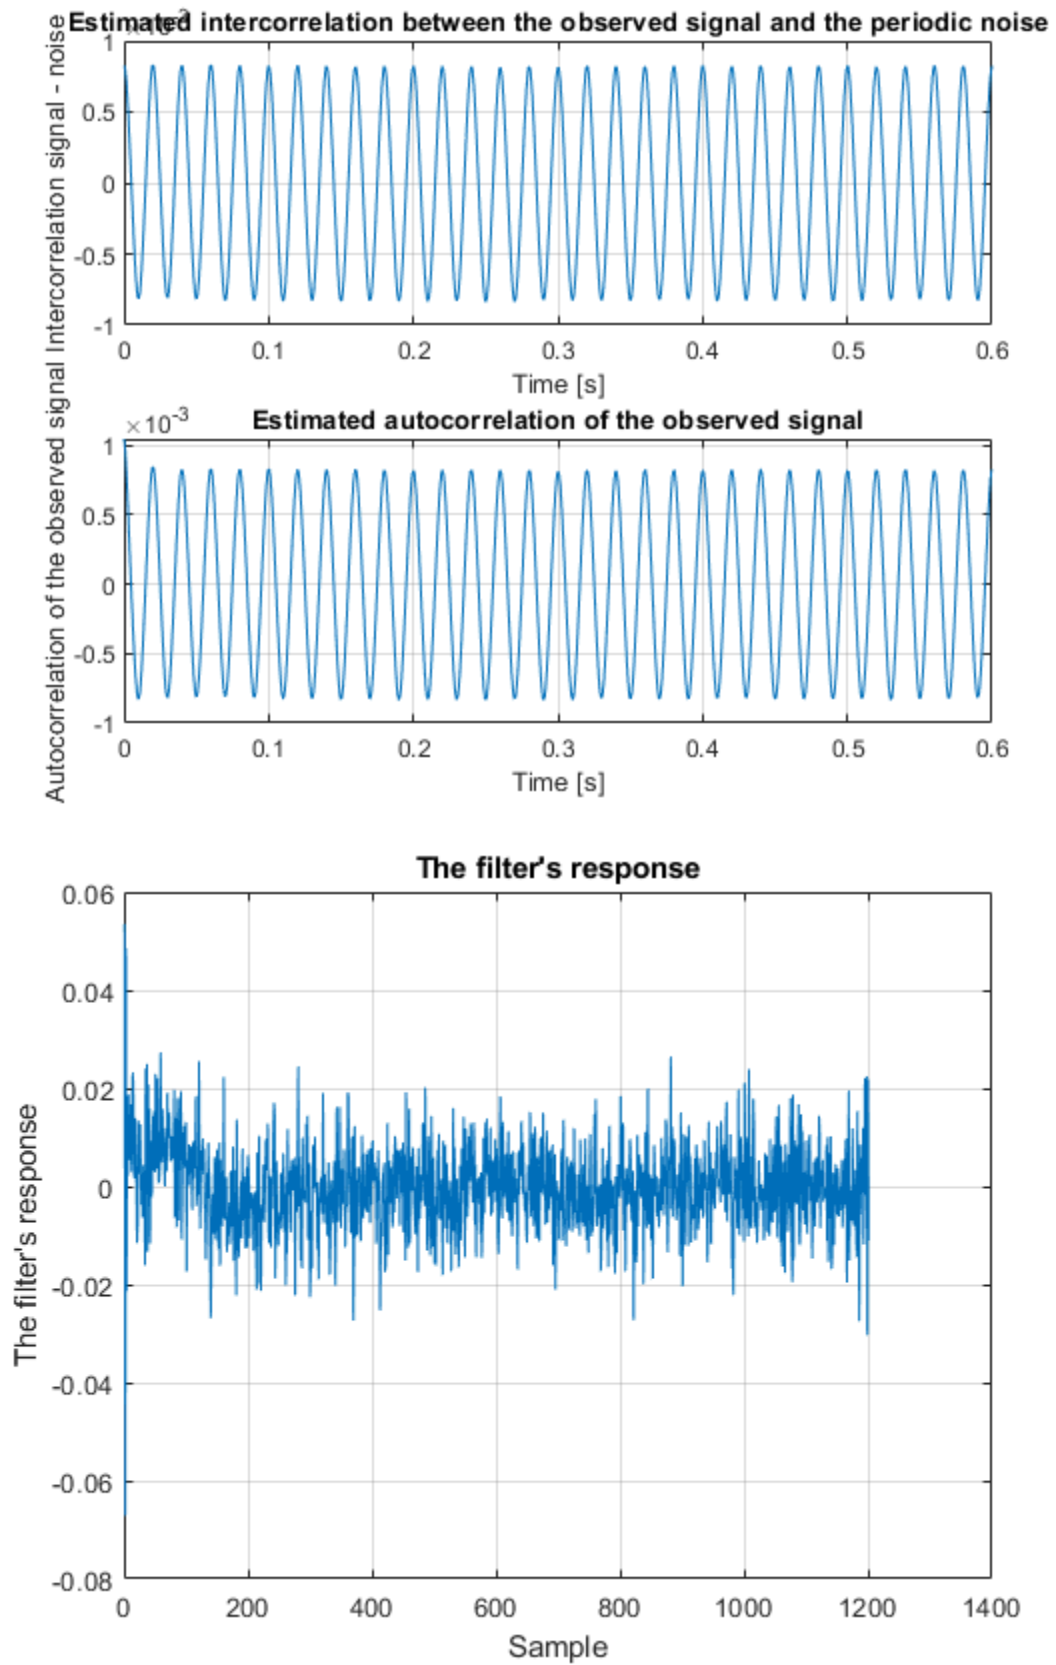 Estimated intercorrelation between the observed signal and the periodic noise
Intercorrelation signal - noise
1
0.5
0
-0.5
-1
0 0.1 0.2 0.3 0.4 0.5 0.6
Time [s]
Estimated autocorrelation of the observed signal
×10-3
Autocorrelation of the observed signal
1
0.5
0
-0.5
-1
0 0.1 0.2 0.3 0.4 0.5 0.6
Time [s]
The filter's response
The filter's response
0.06
0.04
0.02
0
-0.02
-0.04
-0.06
-0.08
0 200 400 600 800 1000 1200 1400
Sample